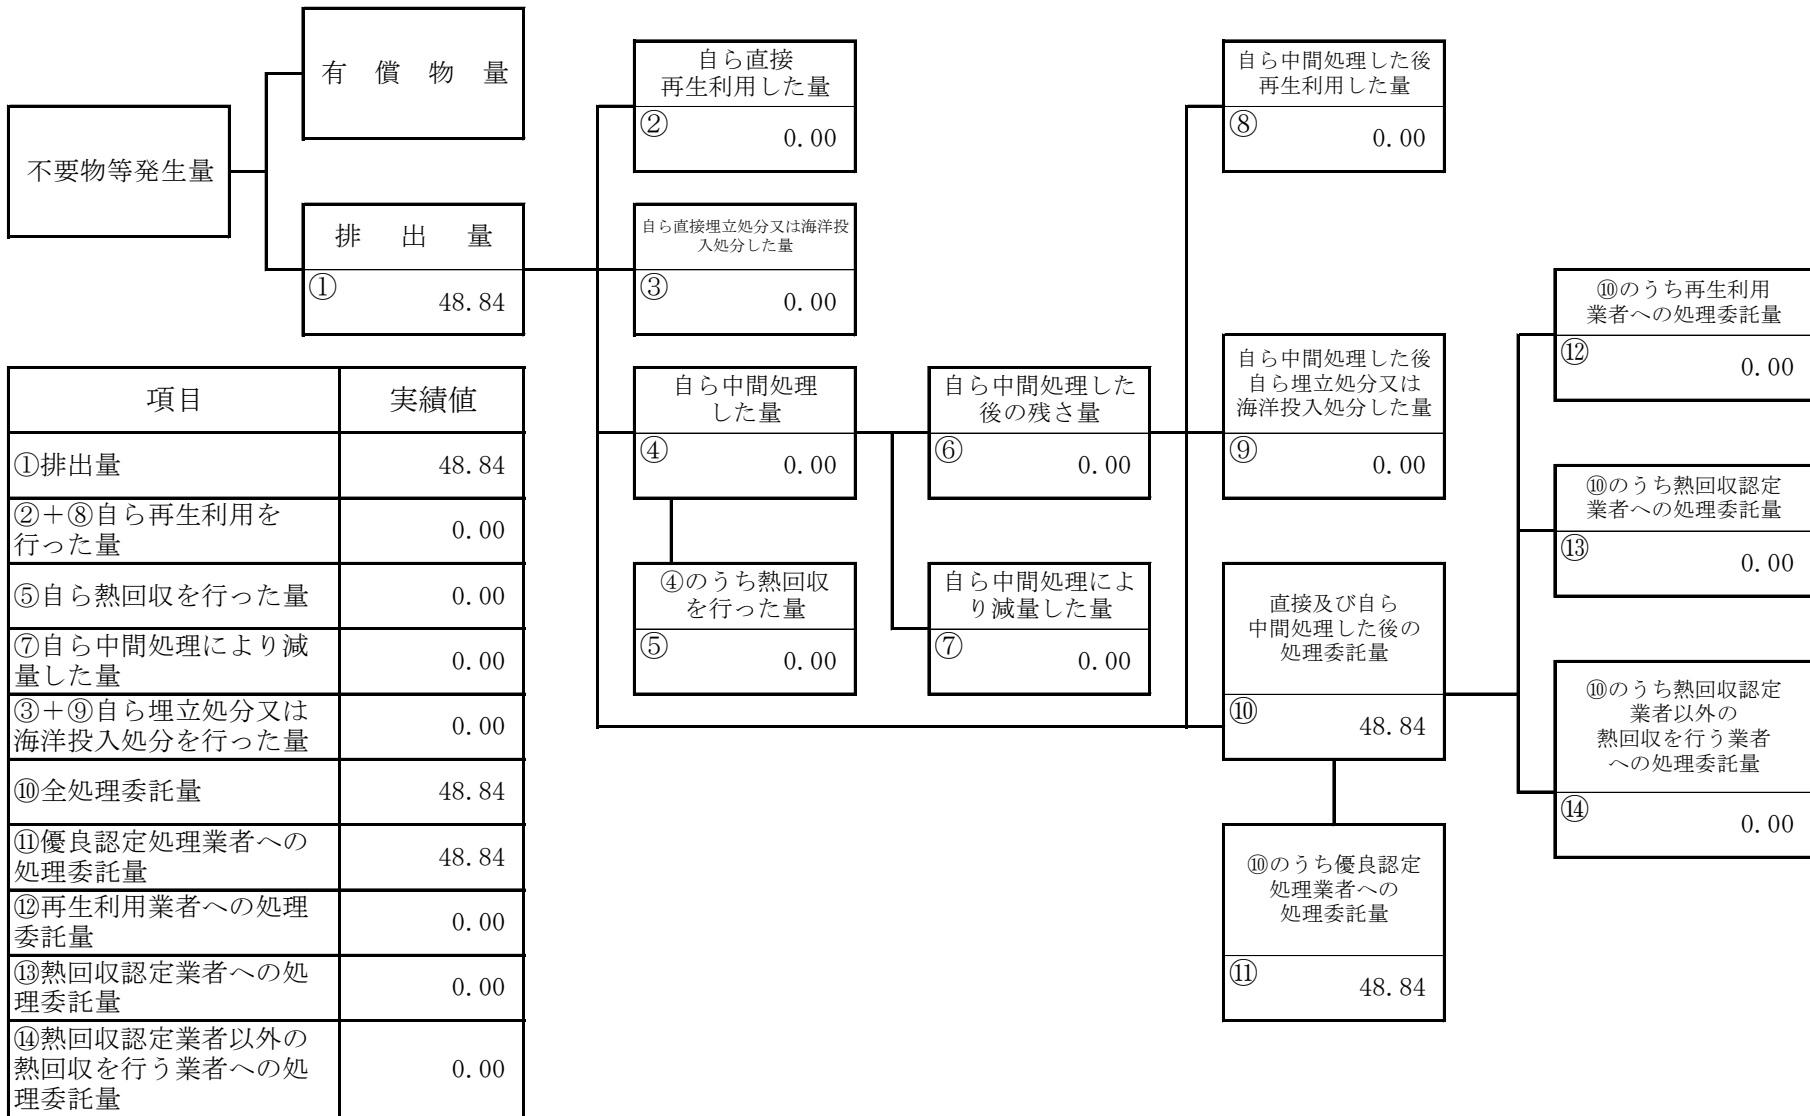 不要物等発生量
有　償　物　量
排　出　量
①
48.84
自ら直接
再生利用した量
②
0.00
自ら直接埋立処分又は海洋投
入処分した量
③
0.00
自ら中間処理
した量
④
0.00
④のうち熱回収
を行った量
⑤
0.00
自ら中間処理した
後の残さ量
⑥
0.00
自ら中間処理によ
り減量した量
⑦
0.00
自ら中間処理した後
再生利用した量
⑧
0.00
自ら中間処理した後
自ら埋立処分又は
海洋投入処分した量
⑨
0.00
直接及び自ら
中間処理した後の
処理委託量
⑩
48.84
⑩のうち優良認定
処理業者への
処理委託量
⑪
48.84
⑩のうち再生利用
業者への処理委託量
⑫
0.00
⑩のうち熱回収認定
業者への処理委託量
⑬
0.00
⑩のうち熱回収認定
業者以外の
熱回収を行う業者
への処理委託量
⑭
0.00
項目　実績値
①排出量　48.84
②＋⑧自ら再生利用を
行った量　0.00
⑤自ら熱回収を行った量　0.00
⑦自ら中間処理により減
量した量　0.00
③＋⑨自ら埋立処分又は
海洋投入処分を行った量　0.00
⑩全処理委託量　48.84
⑪優良認定処理業者への
処理委託量　48.84
⑫再生利用業者への処理
委託量　0.00
⑬熱回収認定業者への処
理委託量　0.00
⑭熱回収認定業者以外の
熱回収を行う業者への処
理委託量　0.00